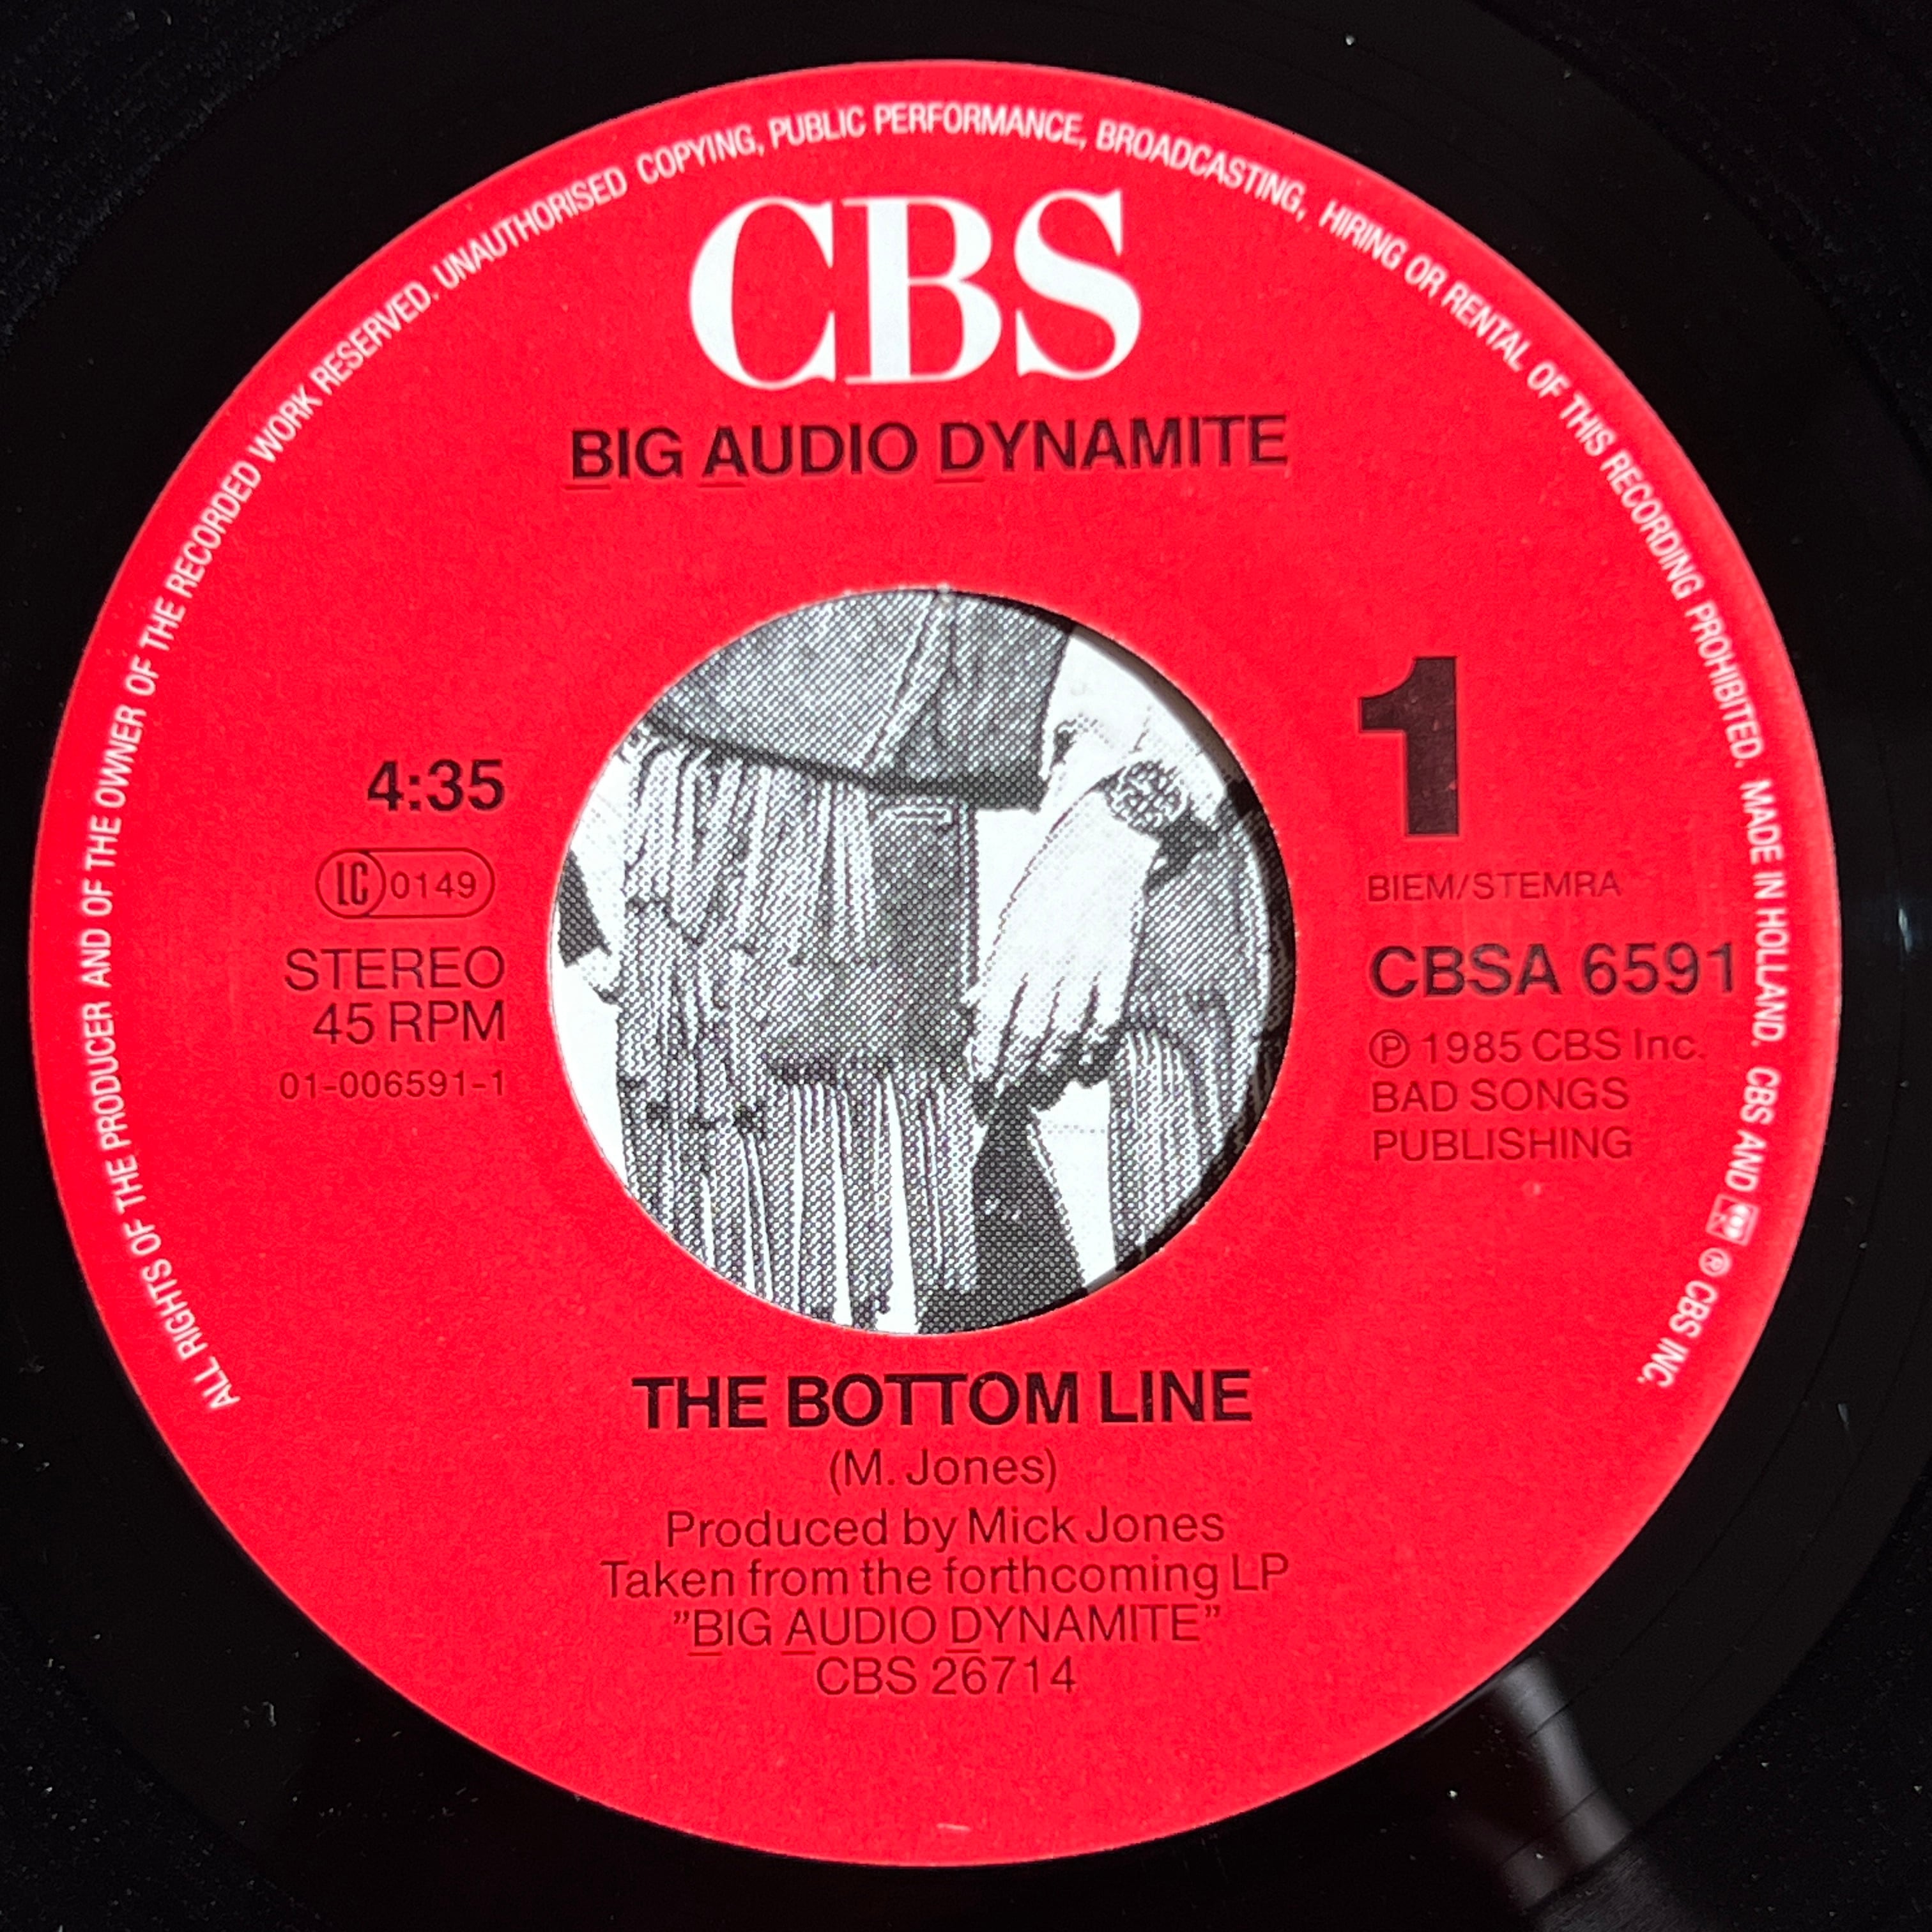 ALL RIGHTS OF THE PRODUCER AND OF THE OWNER OF THE RECORDED WORK RESERVED. UNAUTHORISED COPYING, PUBLIC PERFORMANCE, BROADCASTING, HIRING OR RENTAL OF THIS RECORDING PROHIBITED. MADE IN HOLLAND. CBS AND ® CBS INC.
CBS
BIG AUDIO DYNAMITE
4:35
LC 0149
STEREO
45 RPM
01-006591-1
1
BIEM/STEMRA
CBSA 6591
℗ 1985 CBS Inc.
BAD SONGS
PUBLISHING
THE BOTTOM LINE
(M. Jones)
Produced by Mick Jones
Taken from the forthcoming LP
"BIG AUDIO DYNAMITE"
CBS 26714